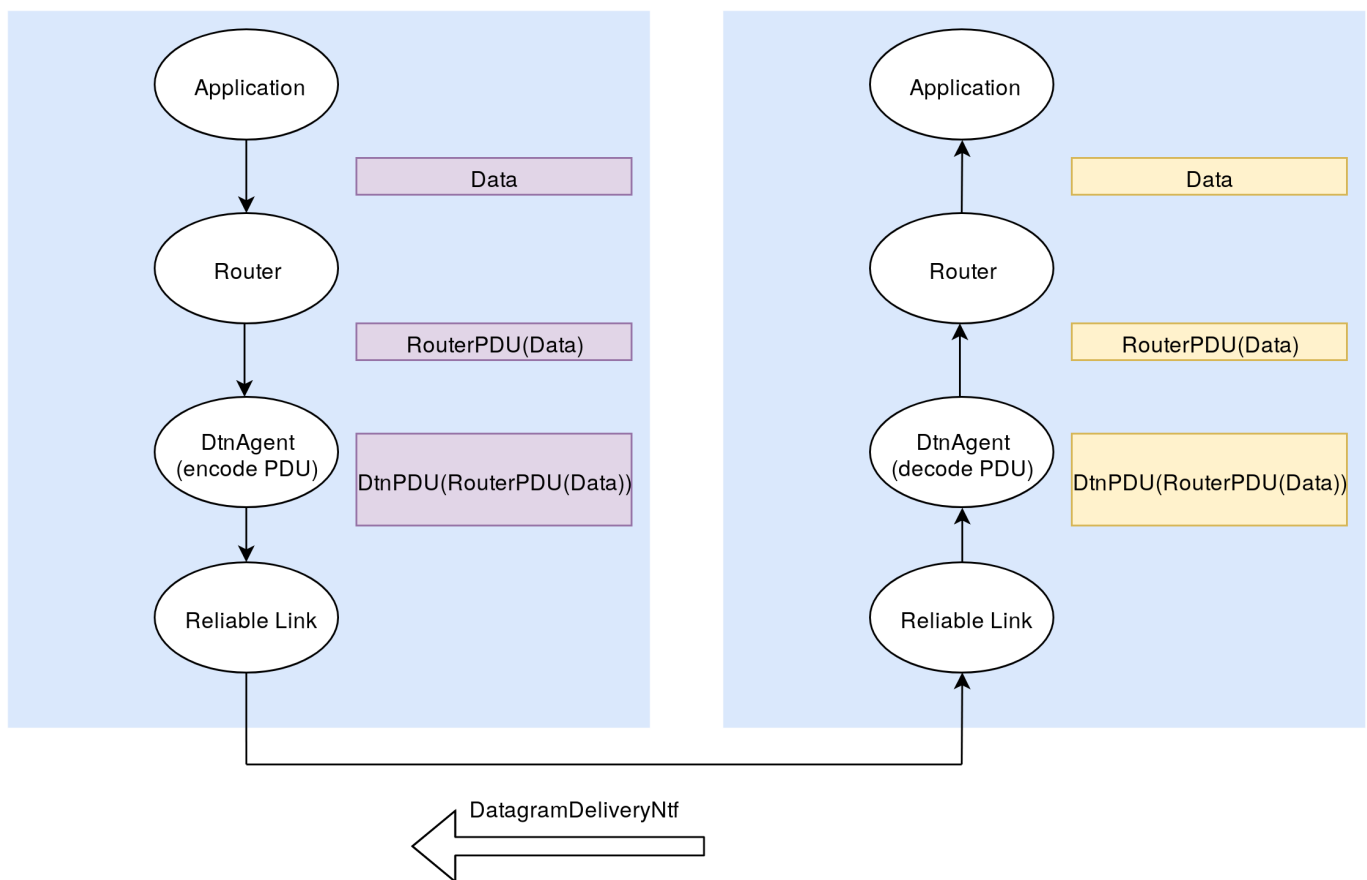 Application
Data
Router
RouterPDU(Data)
DtnAgent
(encode PDU)
DtnPDU(RouterPDU(Data))
Reliable Link
Application
Data
Router
RouterPDU(Data)
DtnAgent
(decode PDU)
DtnPDU(RouterPDU(Data))
Reliable Link
DatagramDeliveryNtf